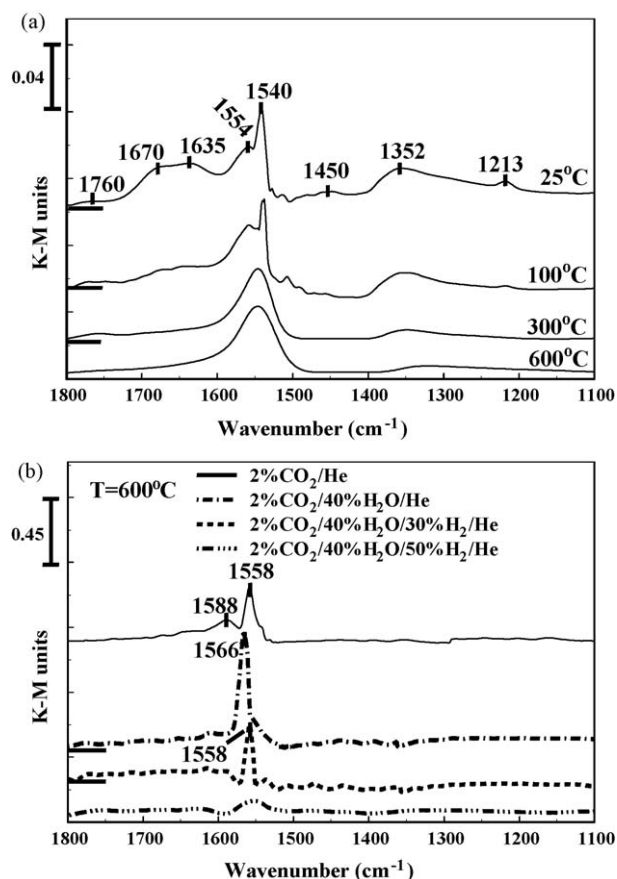 (a)
0.04
1540
1554
1670
1635
1760
1450
1352
1213
25°C
100°C
300°C
600°C
K-M units
1800 1700 1600 1500 1400 1300 1200 1100
Wavenumber (cm⁻¹)
(b)
T=600°C
2%CO₂/He
2%CO₂/40%H₂O/He
2%CO₂/40%H₂O/30%H₂/He
2%CO₂/40%H₂O/50%H₂/He
0.45
1558
1588
1566
1558
K-M units
1800 1700 1600 1500 1400 1300 1200 1100
Wavenumber (cm⁻¹)